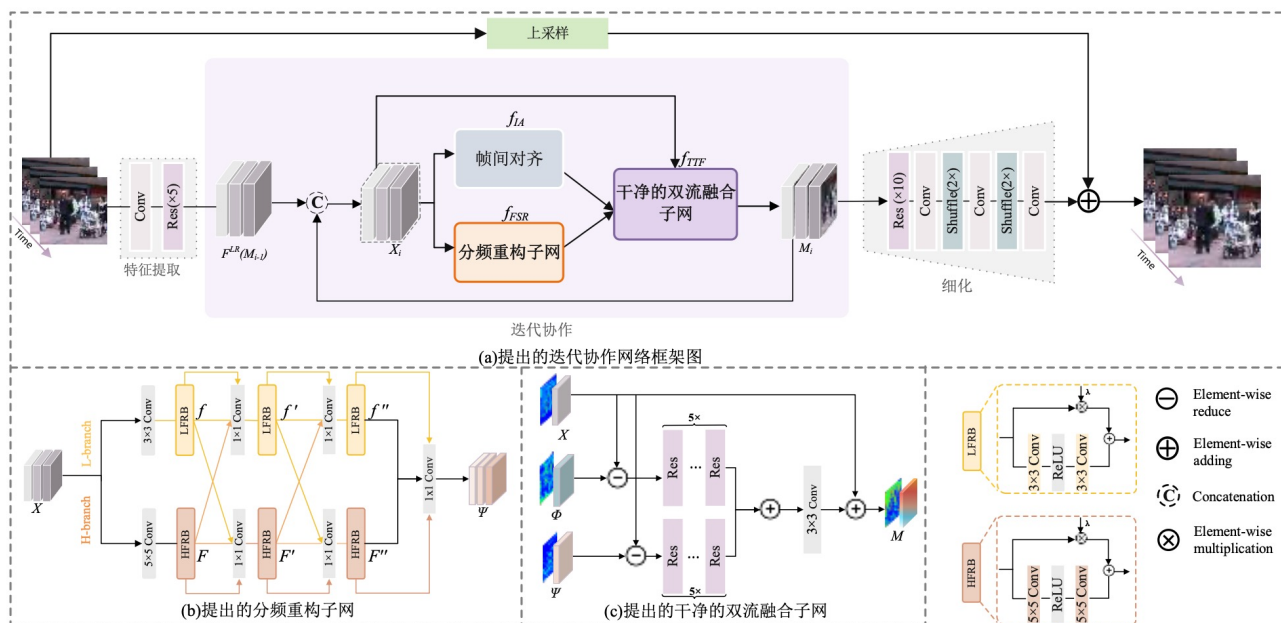 上采样
f_IA
帧间对齐
f_TTF
干净的双流融合
子网
f_FSR
分频重构子网
C
Time
Conv
Res(×5)
特征提取
F^LR(M_i-1)
X_i
M_i
Res (×10)
Conv
Shuffle(2×)
Conv
Shuffle(2×)
Conv
细化
Time
迭代协作
(a)提出的迭代协作网络框架图
X
L-branch
H-branch
3×3 Conv
LFRB
f
1×1 Conv
LFRB
f'
1×1 Conv
LFRB
f''
5×5 Conv
HFRB
F
1×1 Conv
HFRB
F'
1×1 Conv
HFRB
F''
1x1 Conv
Ψ
(b)提出的分频重构子网
X
Φ
Ψ
5×
Res
...
Res
Res
...
Res
5×
3×3 Conv
M
(c)提出的干净的双流融合子网
LFRB
λ
3×3 Conv
ReLU
3×3 Conv
HFRB
λ
5×5 Conv
ReLU
5×5 Conv
Element-wise
reduce
Element-wise
adding
C
Concatenation
Element-wise
multiplication